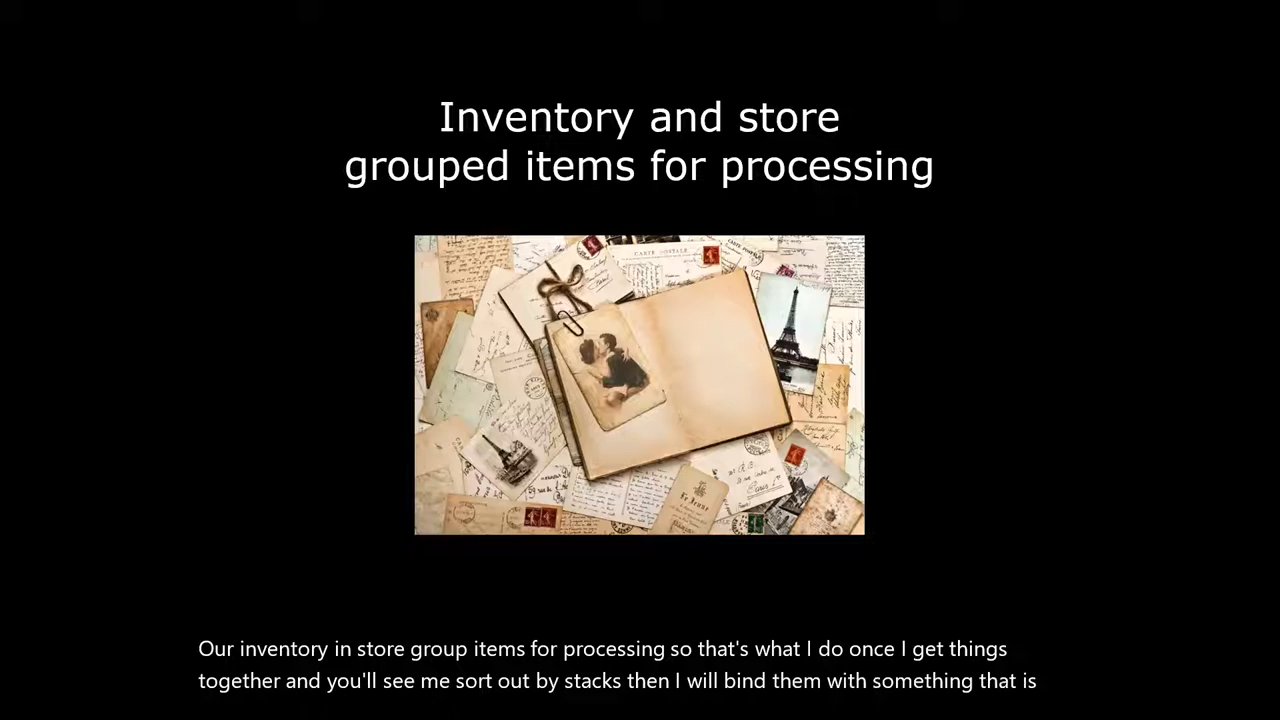 Inventory and store
grouped items for processing
CARTE POSTALE
Our inventory in store group items for processing so that's what I do once I get things
together and you'll see me sort out by stacks then I will bind them with something that is